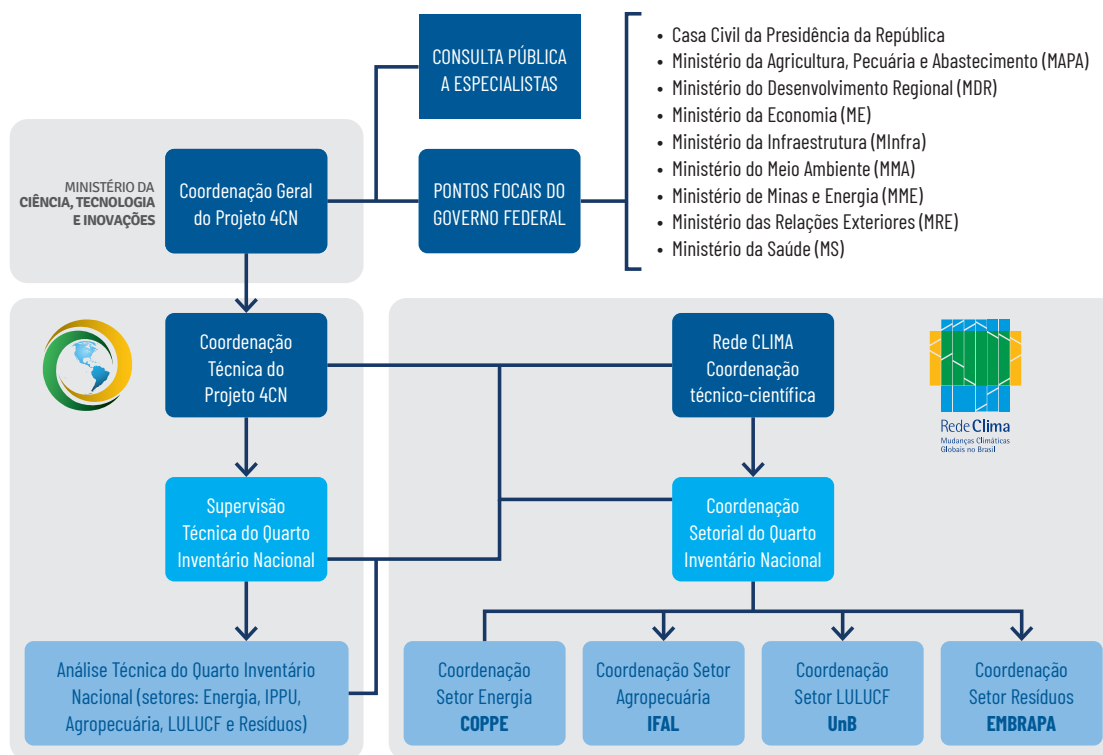 CONSULTA PÚBLICA
A ESPECIALISTAS
• Casa Civil da Presidência da República
• Ministério da Agricultura, Pecuária e Abastecimento (MAPA)
• Ministério do Desenvolvimento Regional (MDR)
• Ministério da Economia (ME)
• Ministério da Infraestrutura (MInfra)
• Ministério do Meio Ambiente (MMA)
• Ministério de Minas e Energia (MME)
• Ministério das Relações Exteriores (MRE)
• Ministério da Saúde (MS)
MINISTÉRIO DA
CIÊNCIA, TECNOLOGIA
E INOVAÇÕES
Coordenação Geral
do Projeto 4CN
PONTOS FOCAIS DO
GOVERNO FEDERAL
Coordenação
Técnica do
Projeto 4CN
Rede CLIMA
Coordenação
técnico-científica
Rede Clima
Mudanças Climáticas
Globais no Brasil
Supervisão
Técnica do Quarto
Inventário Nacional
Coordenação
Setorial do Quarto
Inventário Nacional
Análise Técnica do Quarto Inventário
Nacional (setores: Energia, IPPU,
Agropecuária, LULUCF e Resíduos)
Coordenação
Setor Energia
COPPE
Coordenação Setor
Agropecuária
IFAL
Coordenação
Setor LULUCF
UnB
Coordenação
Setor Resíduos
EMBRAPA